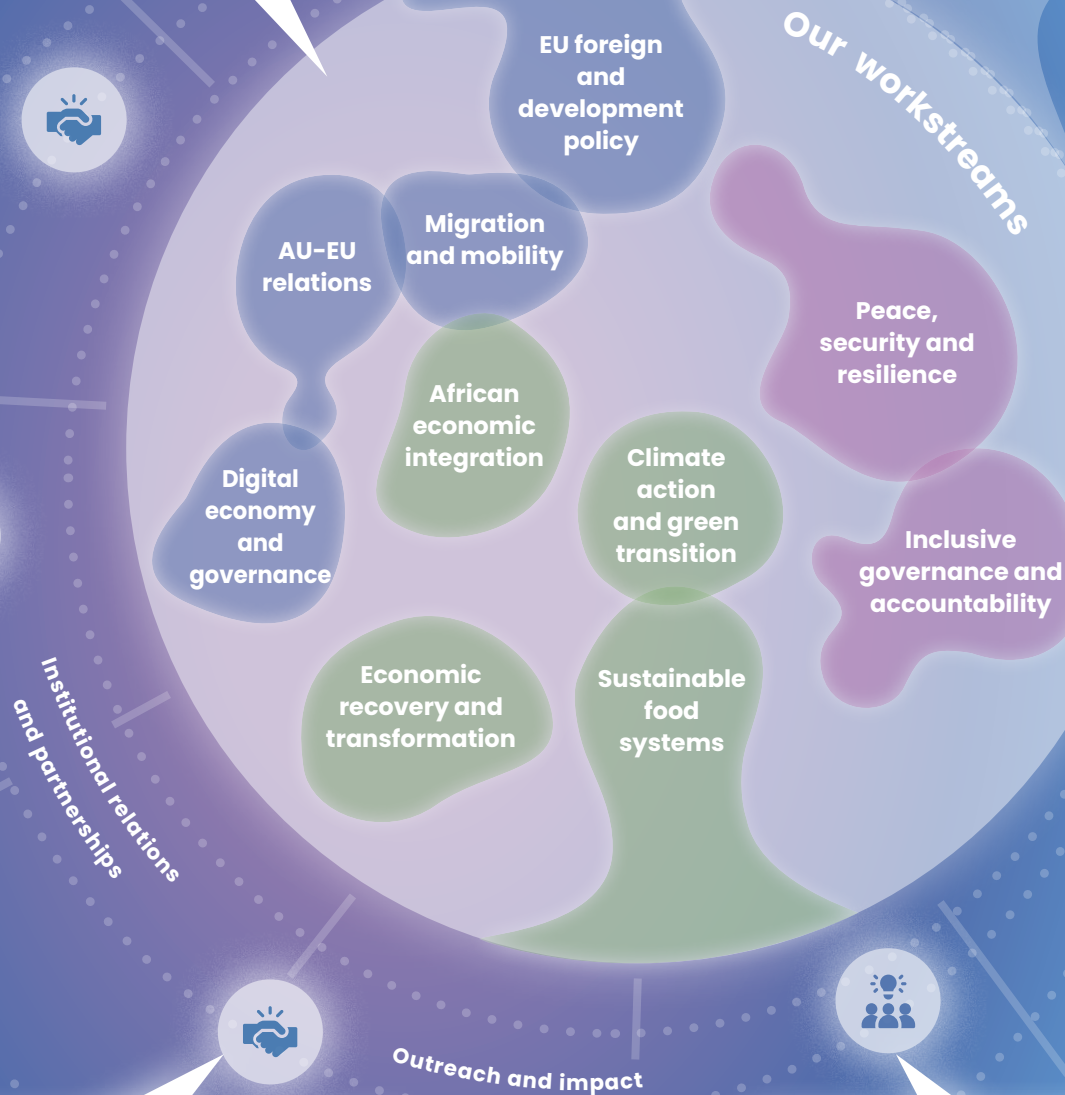 Our workstreams
EU foreign
and
development
policy
Migration
and mobility
AU–EU
relations
Peace,
security and
resilience
African
economic
integration
Climate
action
and green
transition
Digital
economy
and
governance
Inclusive
governance and
accountability
Economic
recovery and
transformation
Sustainable
food
systems
Institutional relations
and partnerships
Outreach and impact